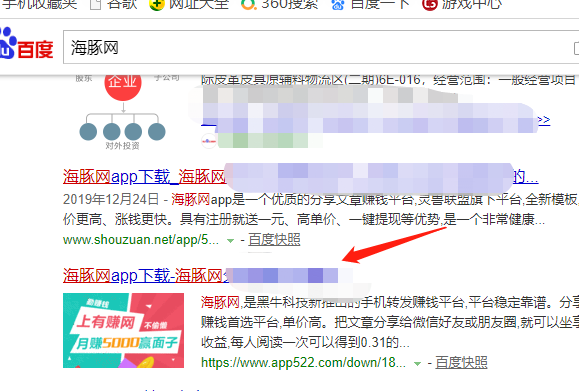 手机收藏夹 谷歌 网址大全 360搜索 百度一下 游戏中心
百度 海豚网
股东 企业 子公司
对外投资
际皮革皮具原辅料物流区(二期)6E-016，经营范围：一般经营项目
>>
海豚网app下载_海豚网 的...
2019年12月24日 - 海豚网app是一个优质的分享文章赚钱平台,灵兽联盟旗下平台,全新模板,
价更高、涨钱更快。具有注册就送一元、高单价、一键提现等优势,是一个非常健康...
www.shouzuan.net/app/5... - 百度快照
海豚网app下载-海豚网
勤赚钱 不偷懒
上有赚网
月赚5000赢面子
海豚网,是黑牛科技新推出的手机转发赚钱平台,平台稳定靠谱。分享
赚钱首选平台,单价高。把文章分享给微信好友或朋友圈,就可以坐享
收益,每人阅读一次可以得到0.31的...
https://www.app522.com/down/18... - 百度快照